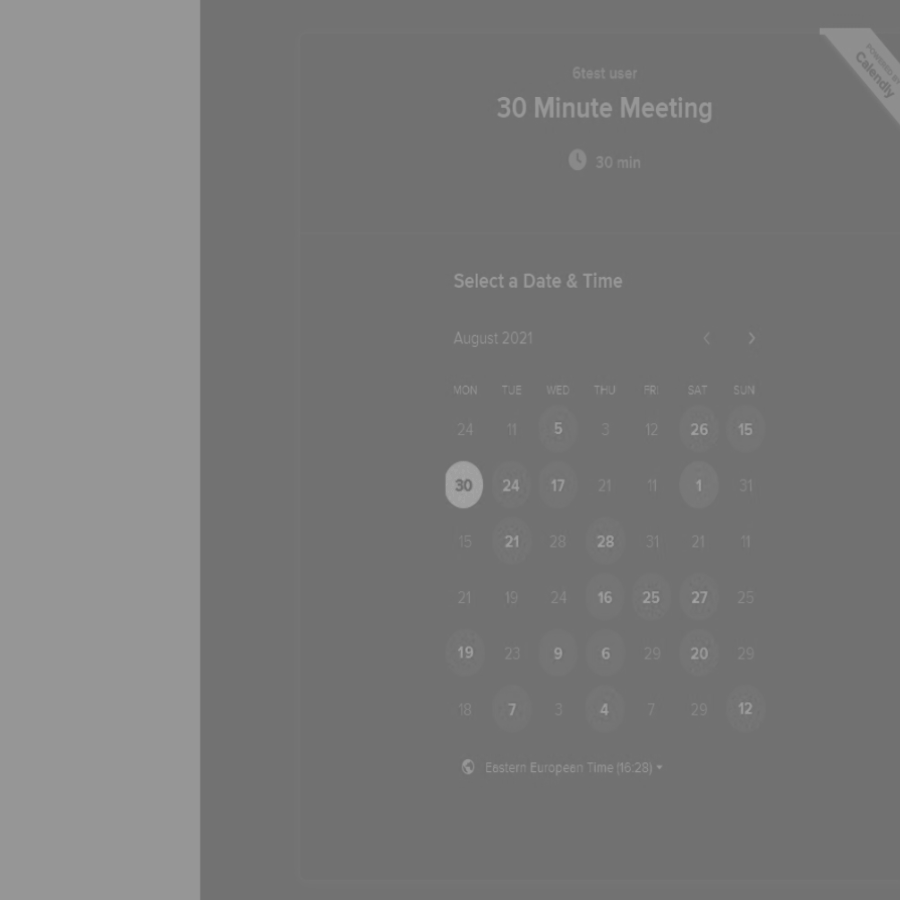 6test user
30 Minute Meeting
30 min
POWERED BY
Calendly
Select a Date & Time
August 2021
MON TUE WED THU FRI SAT SUN
24 11 5 3 12 26 15
30 24 17 21 11 1 31
15 21 28 28 31 21 11
21 19 24 16 25 27 25
19 23 9 6 29 20 29
18 7 3 4 7 29 12
Eastern European Time (16:28)